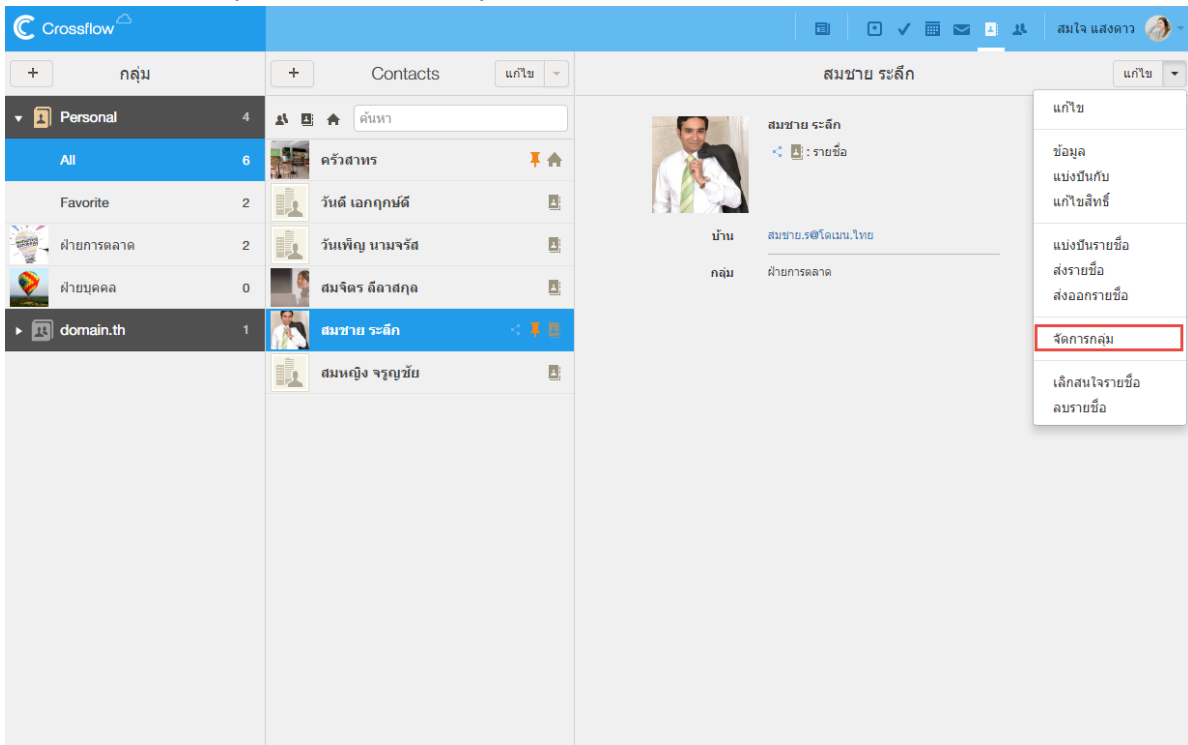 Crossflow
สมใจ แสงดาว
+ กลุ่ม
+ Contacts แก้ไข
สมชาย ระลึก แก้ไข
Personal 4
All 6
Favorite 2
ฝ่ายการตลาด 2
ฝ่ายบุคคล 0
domain.th 1
ค้นหา
ครัวสาทร
วันดี เอกฤกษ์ดี
วันเพ็ญ นามจรัส
สมจิตร ลีลาสกุล
สมชาย ระลึก
สมหญิง จรูญชัย
สมชาย ระลึก
: รายชื่อ
บ้าน สมชาย.ร@โดเมน.ไทย
กลุ่ม ฝ่ายการตลาด
แก้ไข
ข้อมูล
แบ่งปันกับ
แก้ไขสิทธิ์
แบ่งปันรายชื่อ
ส่งรายชื่อ
ส่งออกรายชื่อ
จัดการกลุ่ม
เลิกสนใจรายชื่อ
ลบรายชื่อ